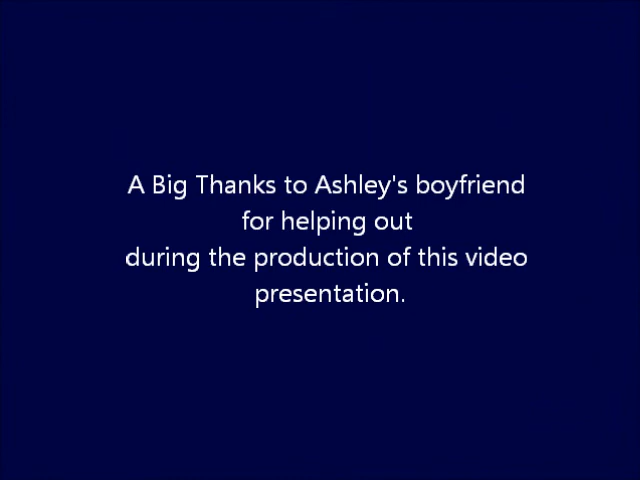 A Big Thanks to Ashley's boyfriend
for helping out
during the production of this video
presentation.